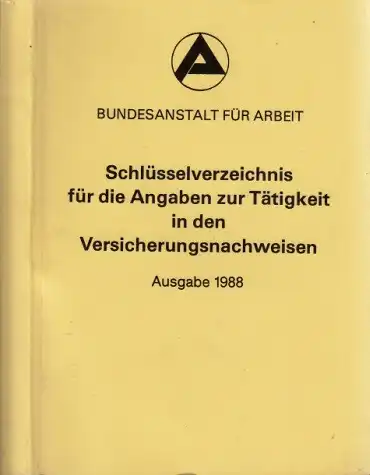 BUNDESANSTALT FÜR ARBEIT
Schlüsselverzeichnis
für die Angaben zur Tätigkeit
in den
Versicherungsnachweisen
Ausgabe 1988